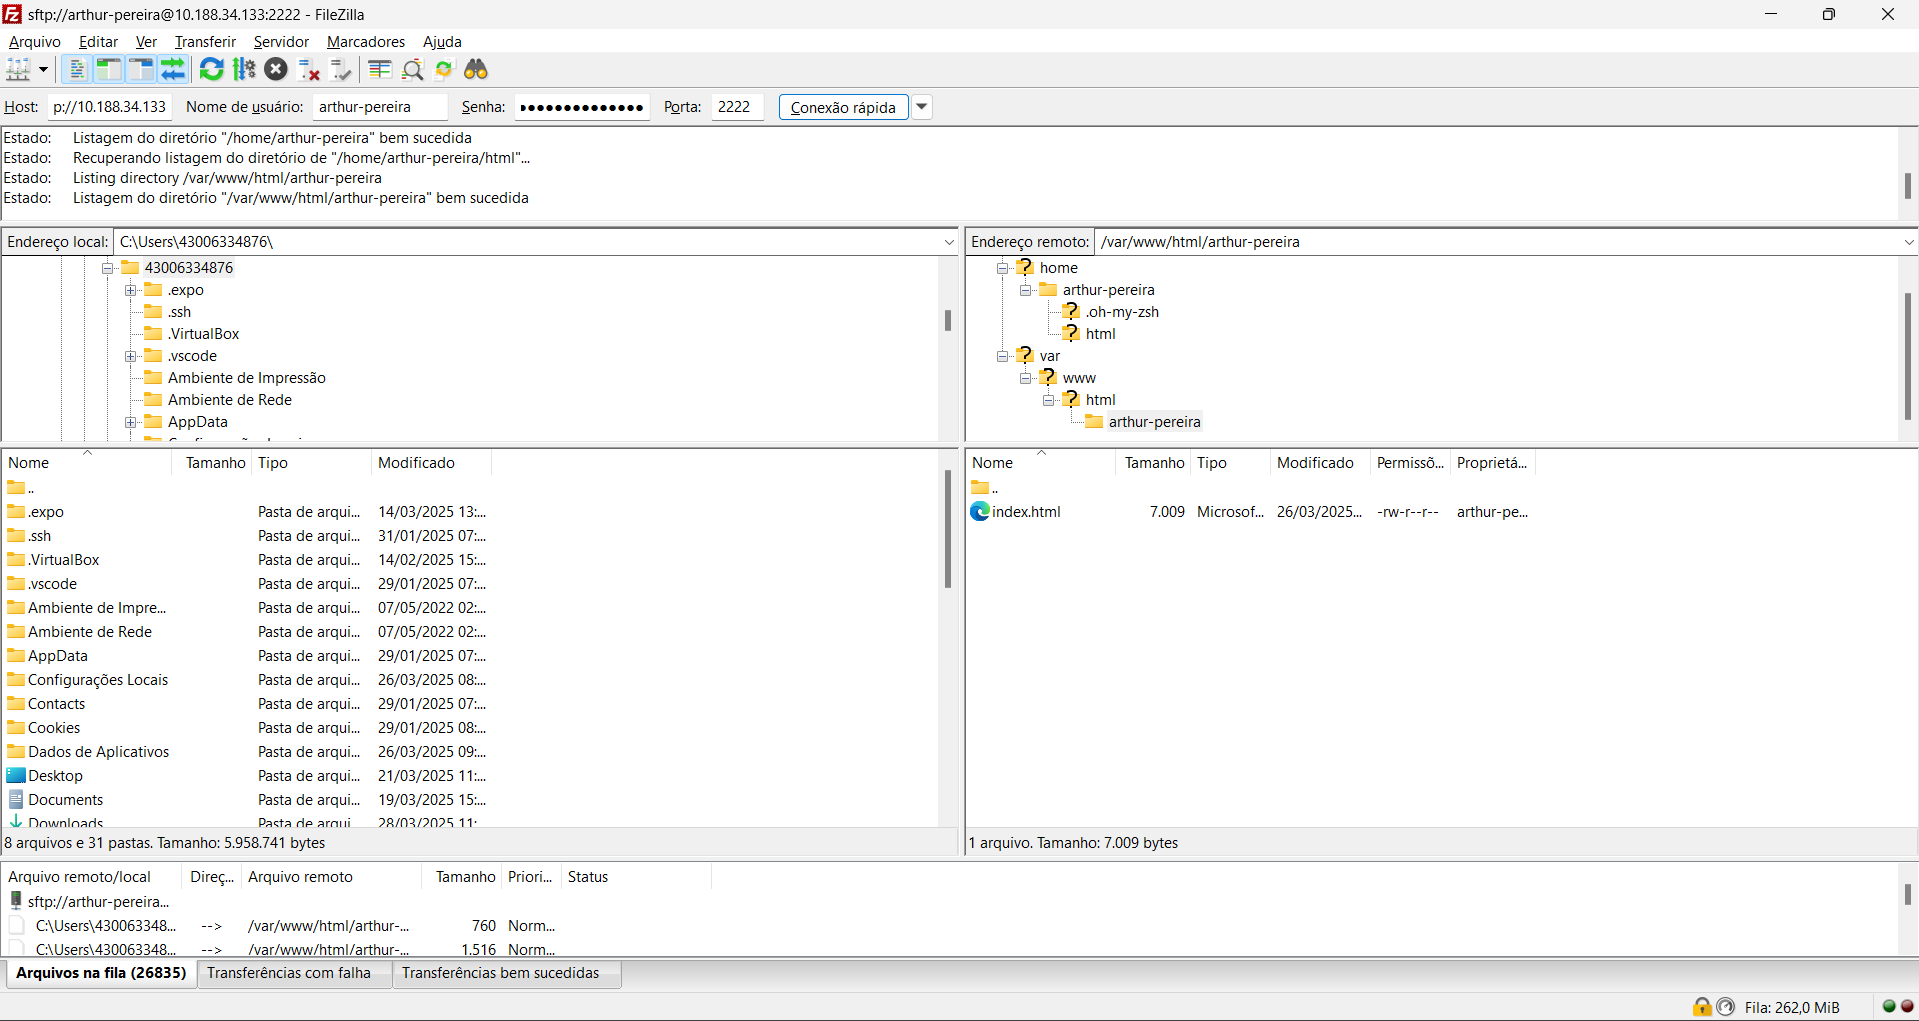 sftp://arthur-pereira@10.188.34.133:2222 - FileZilla
Arquivo Editar Ver Transferir Servidor Marcadores Ajuda
Host: p://10.188.34.133 Nome de usuário: arthur-pereira Senha: ●●●●●●●●●●●●●● Porta: 2222 Conexão rápida
Estado: Listagem do diretório "/home/arthur-pereira" bem sucedida
Estado: Recuperando listagem do diretório de "/home/arthur-pereira/html"...
Estado: Listing directory /var/www/html/arthur-pereira
Estado: Listagem do diretório "/var/www/html/arthur-pereira" bem sucedida
Endereço local: C:\Users\43006334876\
43006334876
.expo
.ssh
.VirtualBox
.vscode
Ambiente de Impressão
Ambiente de Rede
AppData
Endereço remoto: /var/www/html/arthur-pereira
home
arthur-pereira
.oh-my-zsh
html
var
www
html
arthur-pereira
Nome Tamanho Tipo Modificado
..
.expo Pasta de arqui... 14/03/2025 13:...
.ssh Pasta de arqui... 31/01/2025 07:...
.VirtualBox Pasta de arqui... 14/02/2025 15:...
.vscode Pasta de arqui... 29/01/2025 07:...
Ambiente de Impre... Pasta de arqui... 07/05/2022 02:...
Ambiente de Rede Pasta de arqui... 07/05/2022 02:...
AppData Pasta de arqui... 29/01/2025 07:...
Configurações Locais Pasta de arqui... 26/03/2025 08:...
Contacts Pasta de arqui... 29/01/2025 07:...
Cookies Pasta de arqui... 29/01/2025 08:...
Dados de Aplicativos Pasta de arqui... 26/03/2025 09:...
Desktop Pasta de arqui... 21/03/2025 11:...
Documents Pasta de arqui... 19/03/2025 15:...
Downloads Pasta de arqui 28/03/2025 11:
8 arquivos e 31 pastas. Tamanho: 5.958.741 bytes
Nome Tamanho Tipo Modificado Permissõ... Proprietá...
..
index.html 7.009 Microsof... 26/03/2025... -rw-r--r-- arthur-pe...
1 arquivo. Tamanho: 7.009 bytes
Arquivo remoto/local Direç... Arquivo remoto Tamanho Priori... Status
sftp://arthur-pereira...
C:\Users\430063348... --> /var/www/html/arthur-... 760 Norm...
C:\Users\430063348... --> /var/www/html/arthur-... 1.516 Norm...
Arquivos na fila (26835) Transferências com falha Transferências bem sucedidas
Fila: 262,0 MiB